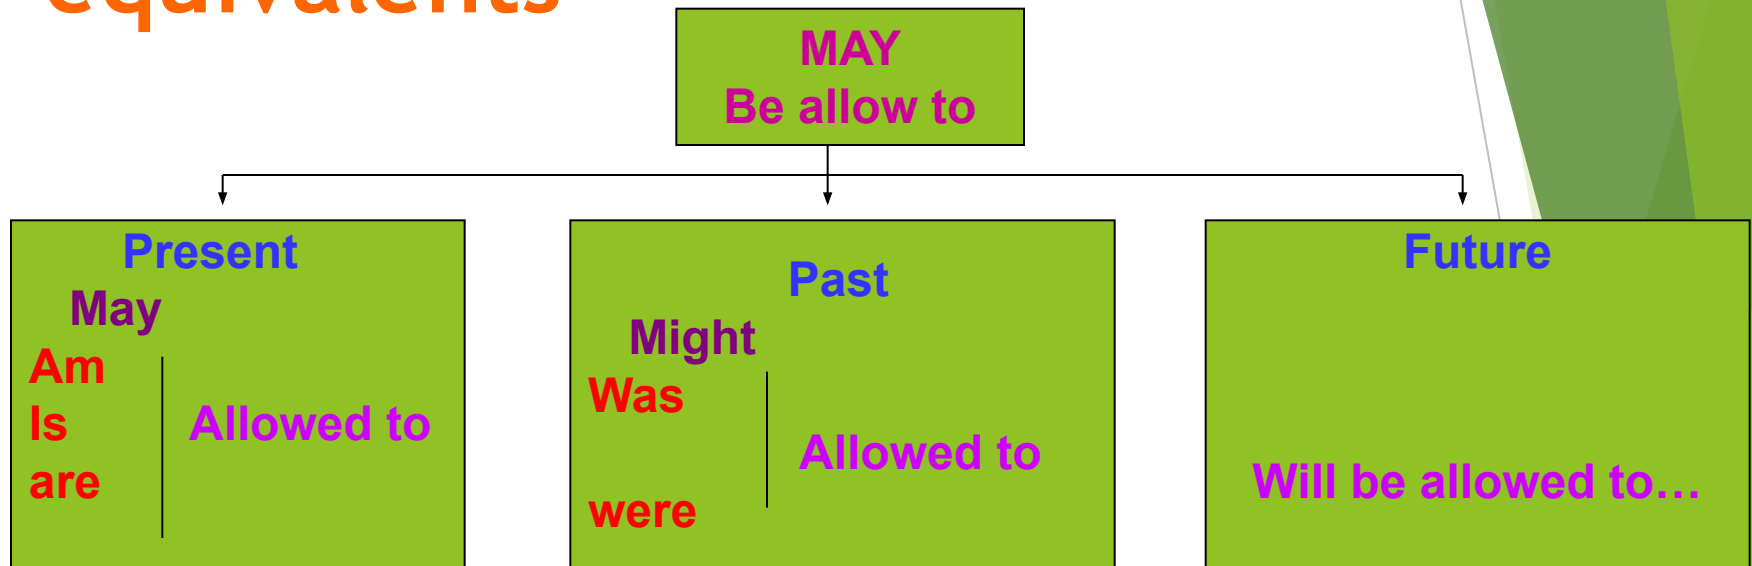 equivalents
MAY
Be allow to
Present
May
Am
Is
are
Allowed to
Past
Might
Was
were
Allowed to
Future
Will be allowed to…